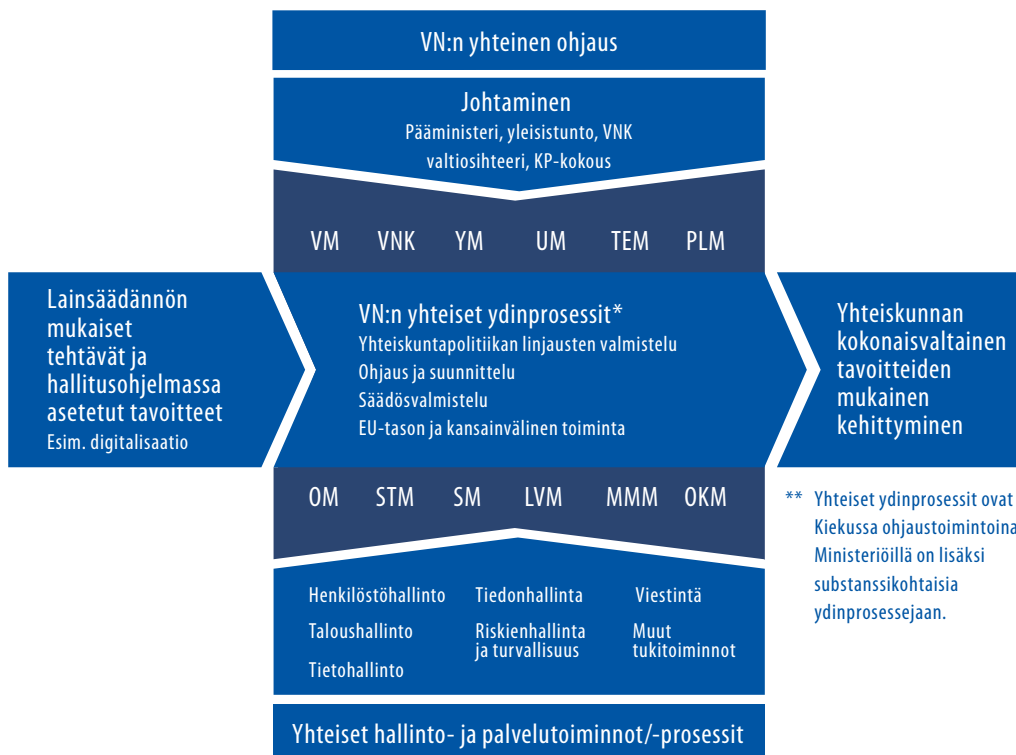 VN:n yhteinen ohjaus
Johtaminen
Pääministeri, yleisistunto, VNK
valtiosihteeri, KP-kokous
VM VNK YM UM TEM PLM
Lainsäädännön
mukaiset
tehtävät ja
hallitusohjelmassa
asetetut tavoitteet
Esim. digitalisaatio
VN:n yhteiset ydinprosessit*
Yhteiskuntapolitiikan linjausten valmistelu
Ohjaus ja suunnittelu
Säädösvalmistelu
EU-tason ja kansainvälinen toiminta
Yhteiskunnan
kokonaisvaltainen
tavoitteiden
mukainen
kehittyminen
OM STM SM LVM MMM OKM
** Yhteiset ydinprosessit ovat
Kiekussa ohjaustoimintoina
Ministeriöillä on lisäksi
substanssikohtaisia
ydinprosessejaan.
Henkilöstöhallinto Tiedonhallinta Viestintä
Taloushallinto Riskienhallinta Muut
ja turvallisuus tukitoiminnot
Tietohallinto
Yhteiset hallinto- ja palvelutoiminnot/-prosessit